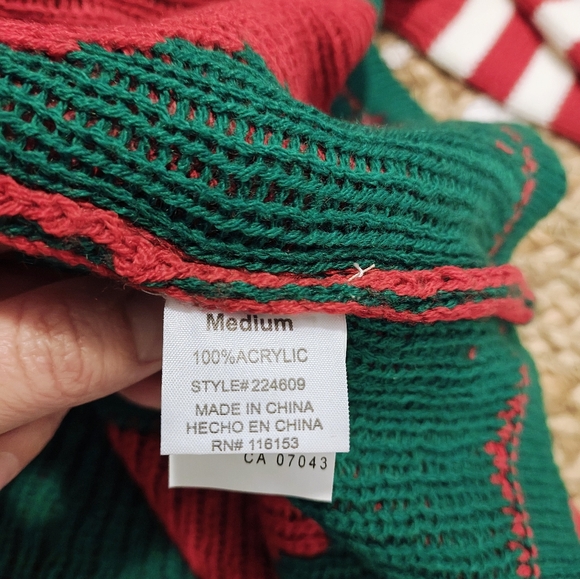 Medium
100%ACRYLIC
STYLE# 224609
MADE IN CHINA
HECHO EN CHINA
RN# 116153
CA 07043